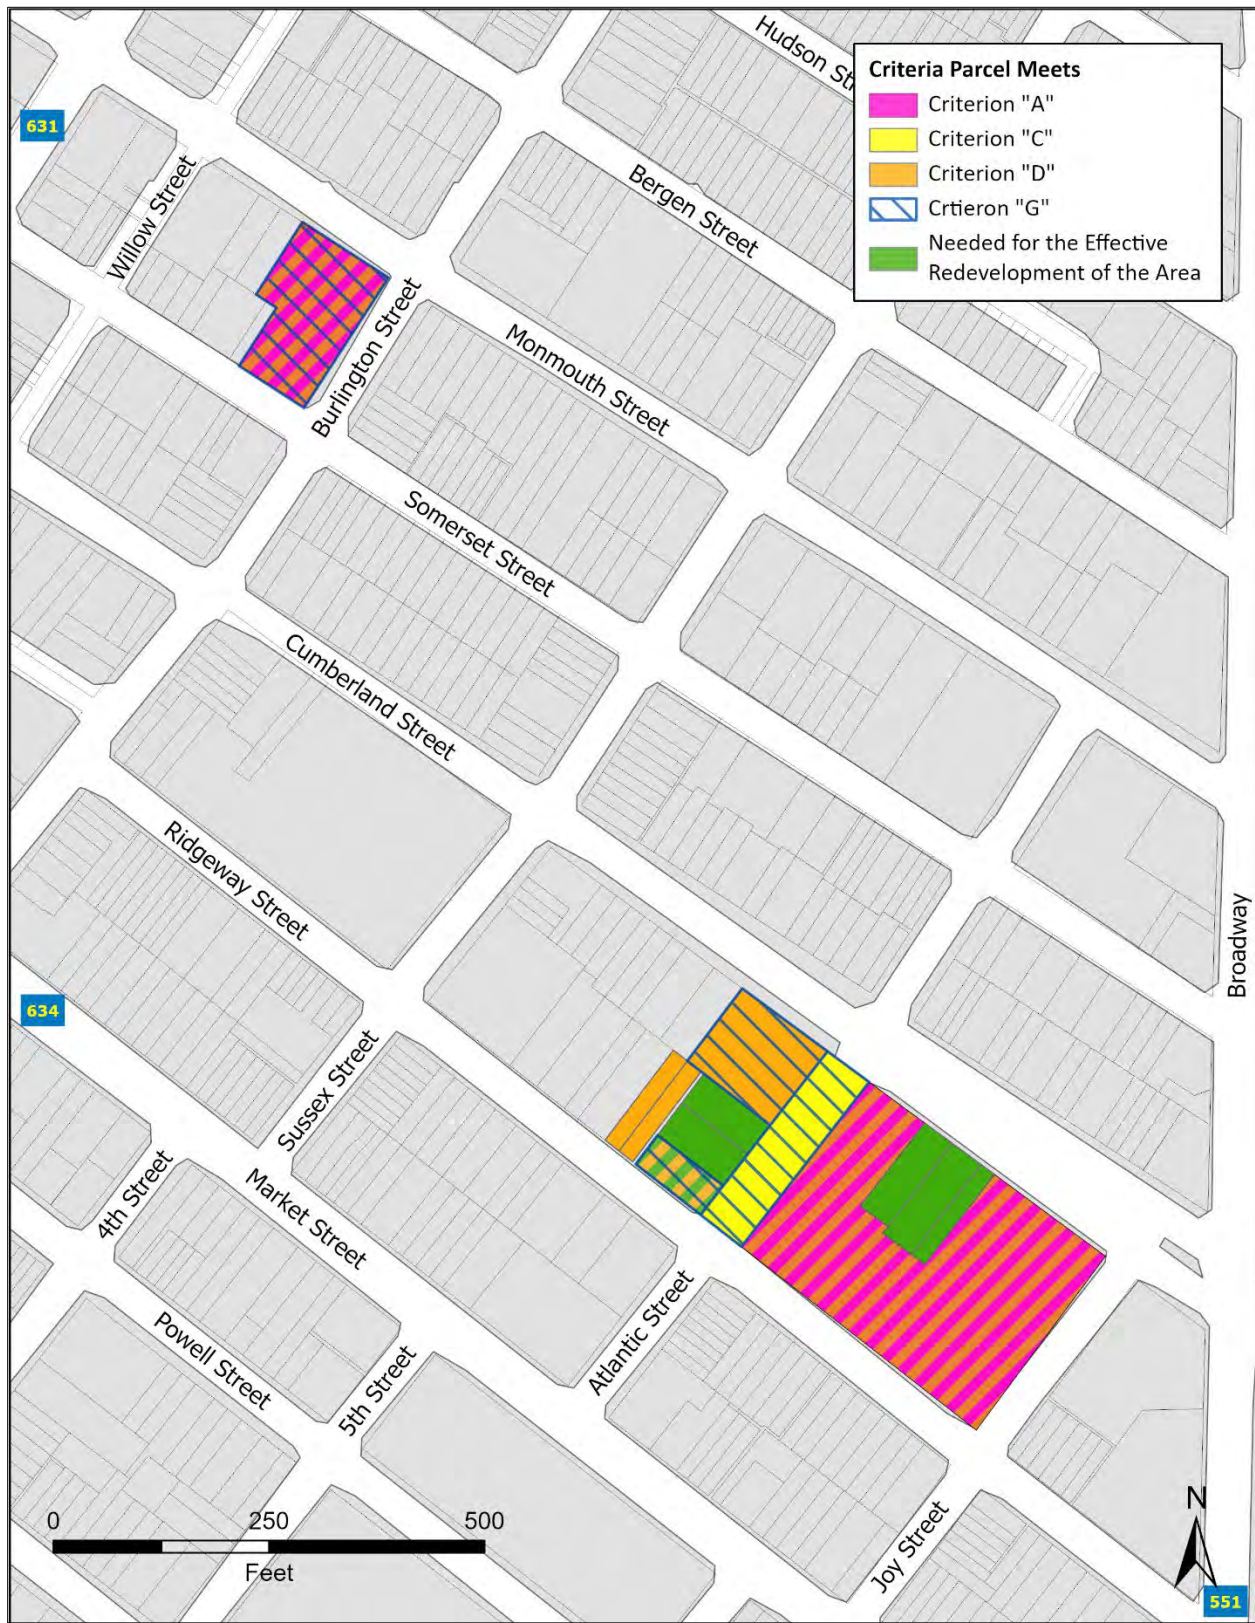 Hudson St
Criteria Parcel Meets
Criterion "A"
Criterion "C"
Criterion "D"
Crtieron "G"
Needed for the Effective
Redevelopment of the Area
631
Willow Street
Bergen Street
Burlington Street
Monmouth Street
Somerset Street
Cumberland Street
Ridgeway Street
Broadway
634
Sussex Street
4th Street
Market Street
Atlantic Street
Powell Street
5th Street
Joy Street
0 250 500
Feet
N
551